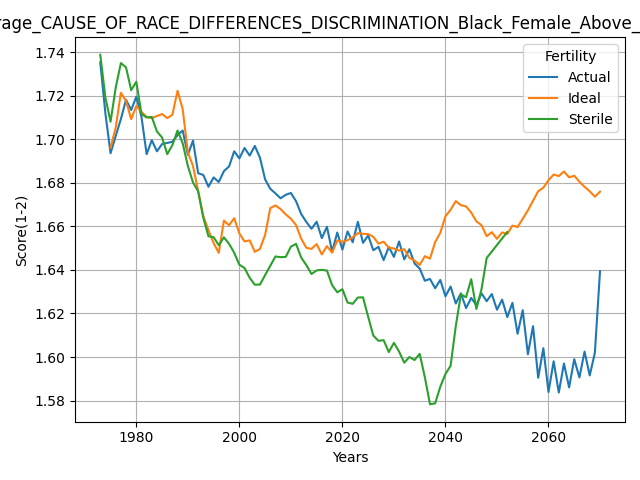 rage_CAUSE_OF_RACE_DIFFERENCES_DISCRIMINATION_Black_Female_Above_
Fertility
Actual
Ideal
Sterile
Score(1-2)
1.74
1.72
1.70
1.68
1.66
1.64
1.62
1.60
1.58
1980
2000
2020
2040
2060
Years